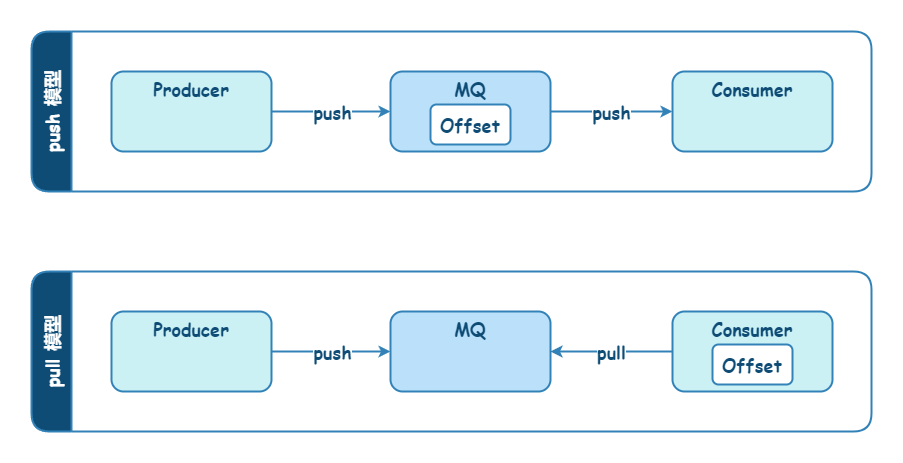 push 模型
Producer
push
MQ
Offset
push
Consumer
pull 模型
Producer
push
MQ
pull
Consumer
Offset